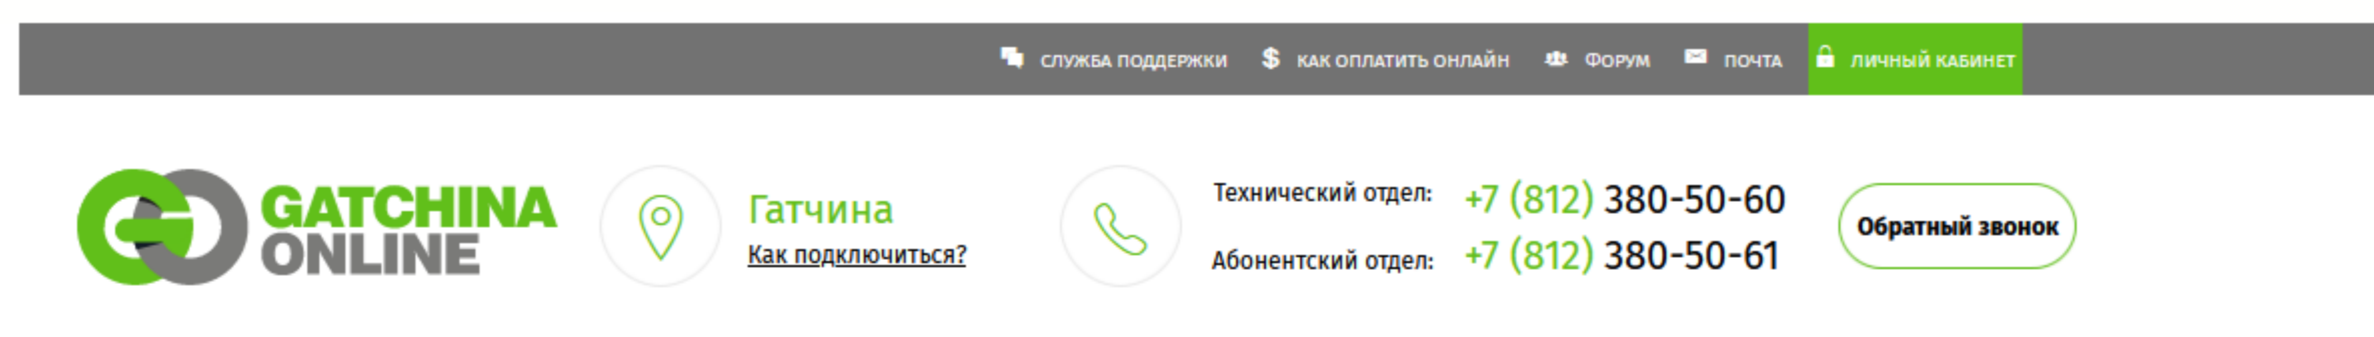 СЛУЖБА ПОДДЕРЖКИ $ КАК ОПЛАТИТЬ ОНЛАЙН ФОРУМ ПОЧТА ЛИЧНЫЙ КАБИНЕТ
GATCHINA
ONLINE
Гатчина
Как подключиться?
Технический отдел: +7 (812) 380-50-60
Абонентский отдел: +7 (812) 380-50-61
Обратный звонок